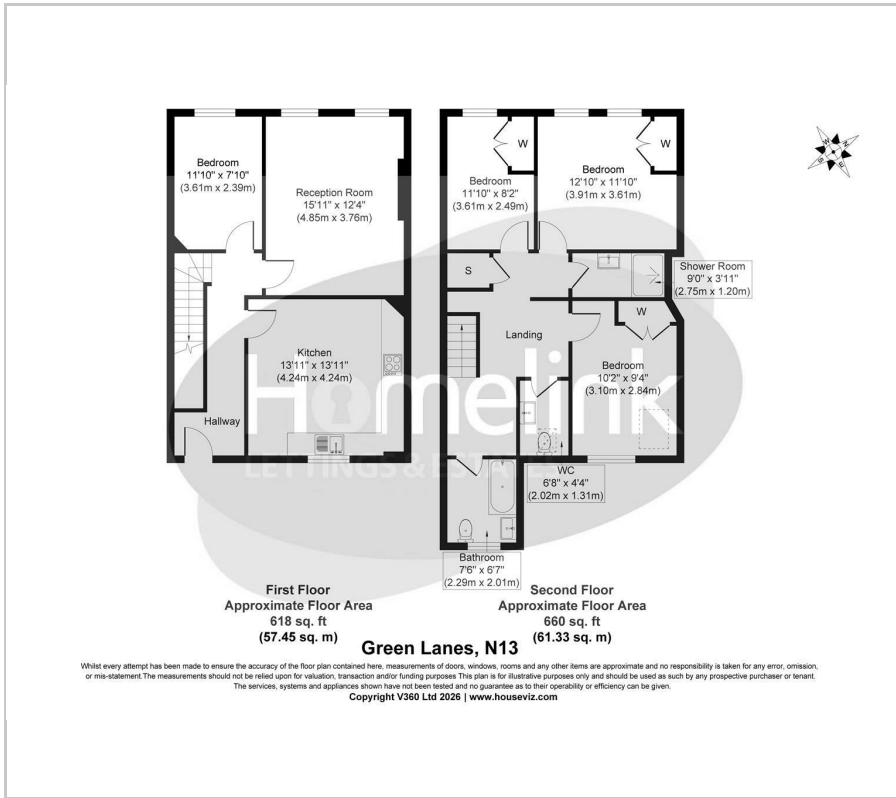 Bedroom
11'10" x 7'10"
(3.61m x 2.39m)
Reception Room
15'11" x 12'4"
(4.85m x 3.76m)
Kitchen
13'11" x 13'11"
(4.24m x 4.24m)
Hallway
First Floor
Approximate Floor Area
618 sq. ft
(57.45 sq. m)
W
Bedroom
11'10" x 8'2"
(3.61m x 2.49m)
W
Bedroom
12'10" x 11'10"
(3.91m x 3.61m)
S
Shower Room
9'0" x 3'11"
(2.75m x 1.20m)
Landing
W
Bedroom
10'2" x 9'4"
(3.10m x 2.84m)
WC
6'8" x 4'4"
(2.02m x 1.31m)
Bathroom
7'6" x 6'7"
(2.29m x 2.01m)
Second Floor
Approximate Floor Area
660 sq. ft
(61.33 sq. m)
N
E
S
W
Homelink
LETTINGS & ESTATES
Green Lanes, N13
Whilst every attempt has been made to ensure the accuracy of the floor plan contained here, measurements of doors, windows, rooms and any other items are approximate and no responsibility is taken for any error, omission,
or mis-statement.The measurements should not be relied upon for valuation, transaction and/or funding purposes This plan is for illustrative purposes only and should be used as such by any prospective purchaser or tenant.
The services, systems and appliances shown have not been tested and no guarantee as to their operability or efficiency can be given.
Copyright V360 Ltd 2026 | www.houseviz.com